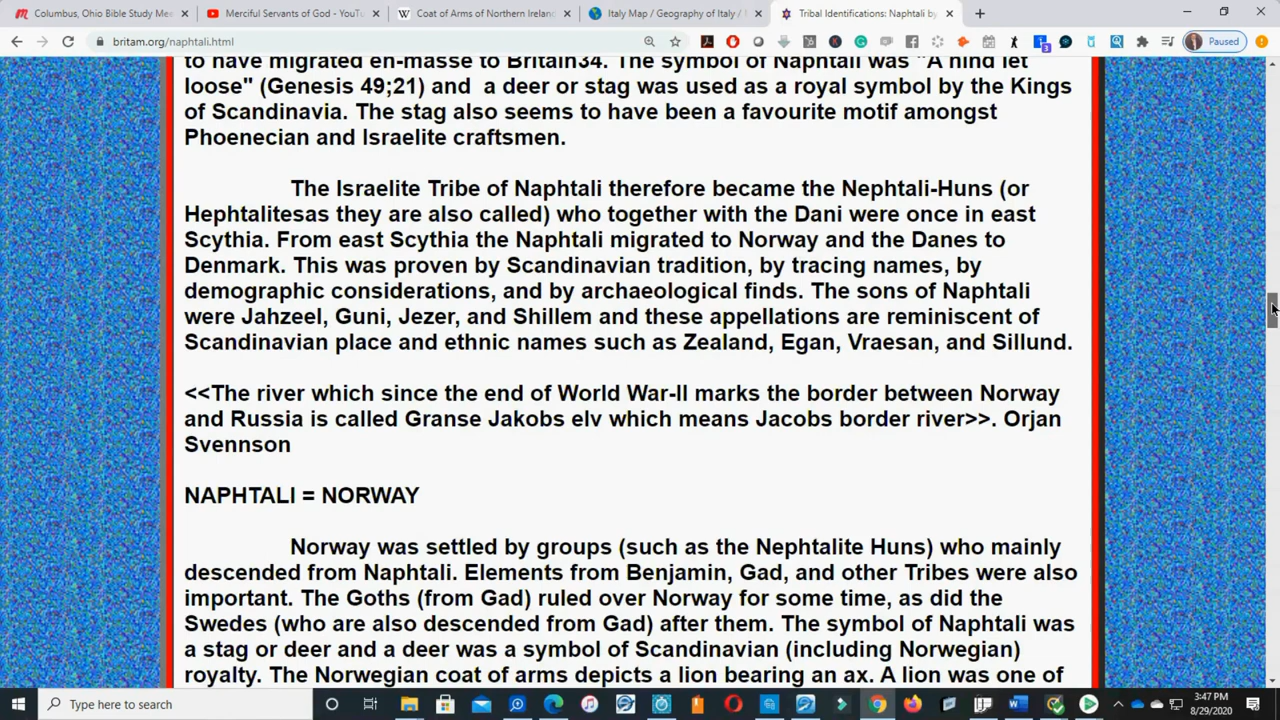 Columbus, Ohio Bible Study Mee
Merciful Servants of God - YouTu
Coat of Arms of Northern Ireland
Italy Map / Geography of Italy /
Tribal Identifications: Naphtali by
britam.org/naphtali.html
Paused
to have migrated en-masse to Britain34. The symbol of Naphtali was "A hind let
loose" (Genesis 49;21) and a deer or stag was used as a royal symbol by the Kings
of Scandinavia. The stag also seems to have been a favourite motif amongst
Phoenecian and Israelite craftsmen.
The Israelite Tribe of Naphtali therefore became the Nephtali-Huns (or
Hephtalitesas they are also called) who together with the Dani were once in east
Scythia. From east Scythia the Naphtali migrated to Norway and the Danes to
Denmark. This was proven by Scandinavian tradition, by tracing names, by
demographic considerations, and by archaeological finds. The sons of Naphtali
were Jahzeel, Guni, Jezer, and Shillem and these appellations are reminiscent of
Scandinavian place and ethnic names such as Zealand, Egan, Vraesan, and Sillund.
<<The river which since the end of World War-II marks the border between Norway
and Russia is called Granse Jakobs elv which means Jacobs border river>>. Orjan
Svennson
NAPHTALI = NORWAY
Norway was settled by groups (such as the Nephtalite Huns) who mainly
descended from Naphtali. Elements from Benjamin, Gad, and other Tribes were also
important. The Goths (from Gad) ruled over Norway for some time, as did the
Swedes (who are also descended from Gad) after them. The symbol of Naphtali was
a stag or deer and a deer was a symbol of Scandinavian (including Norwegian)
royalty. The Norwegian coat of arms depicts a lion bearing an ax. A lion was one of
Type here to search
3:47 PM
8/29/2020